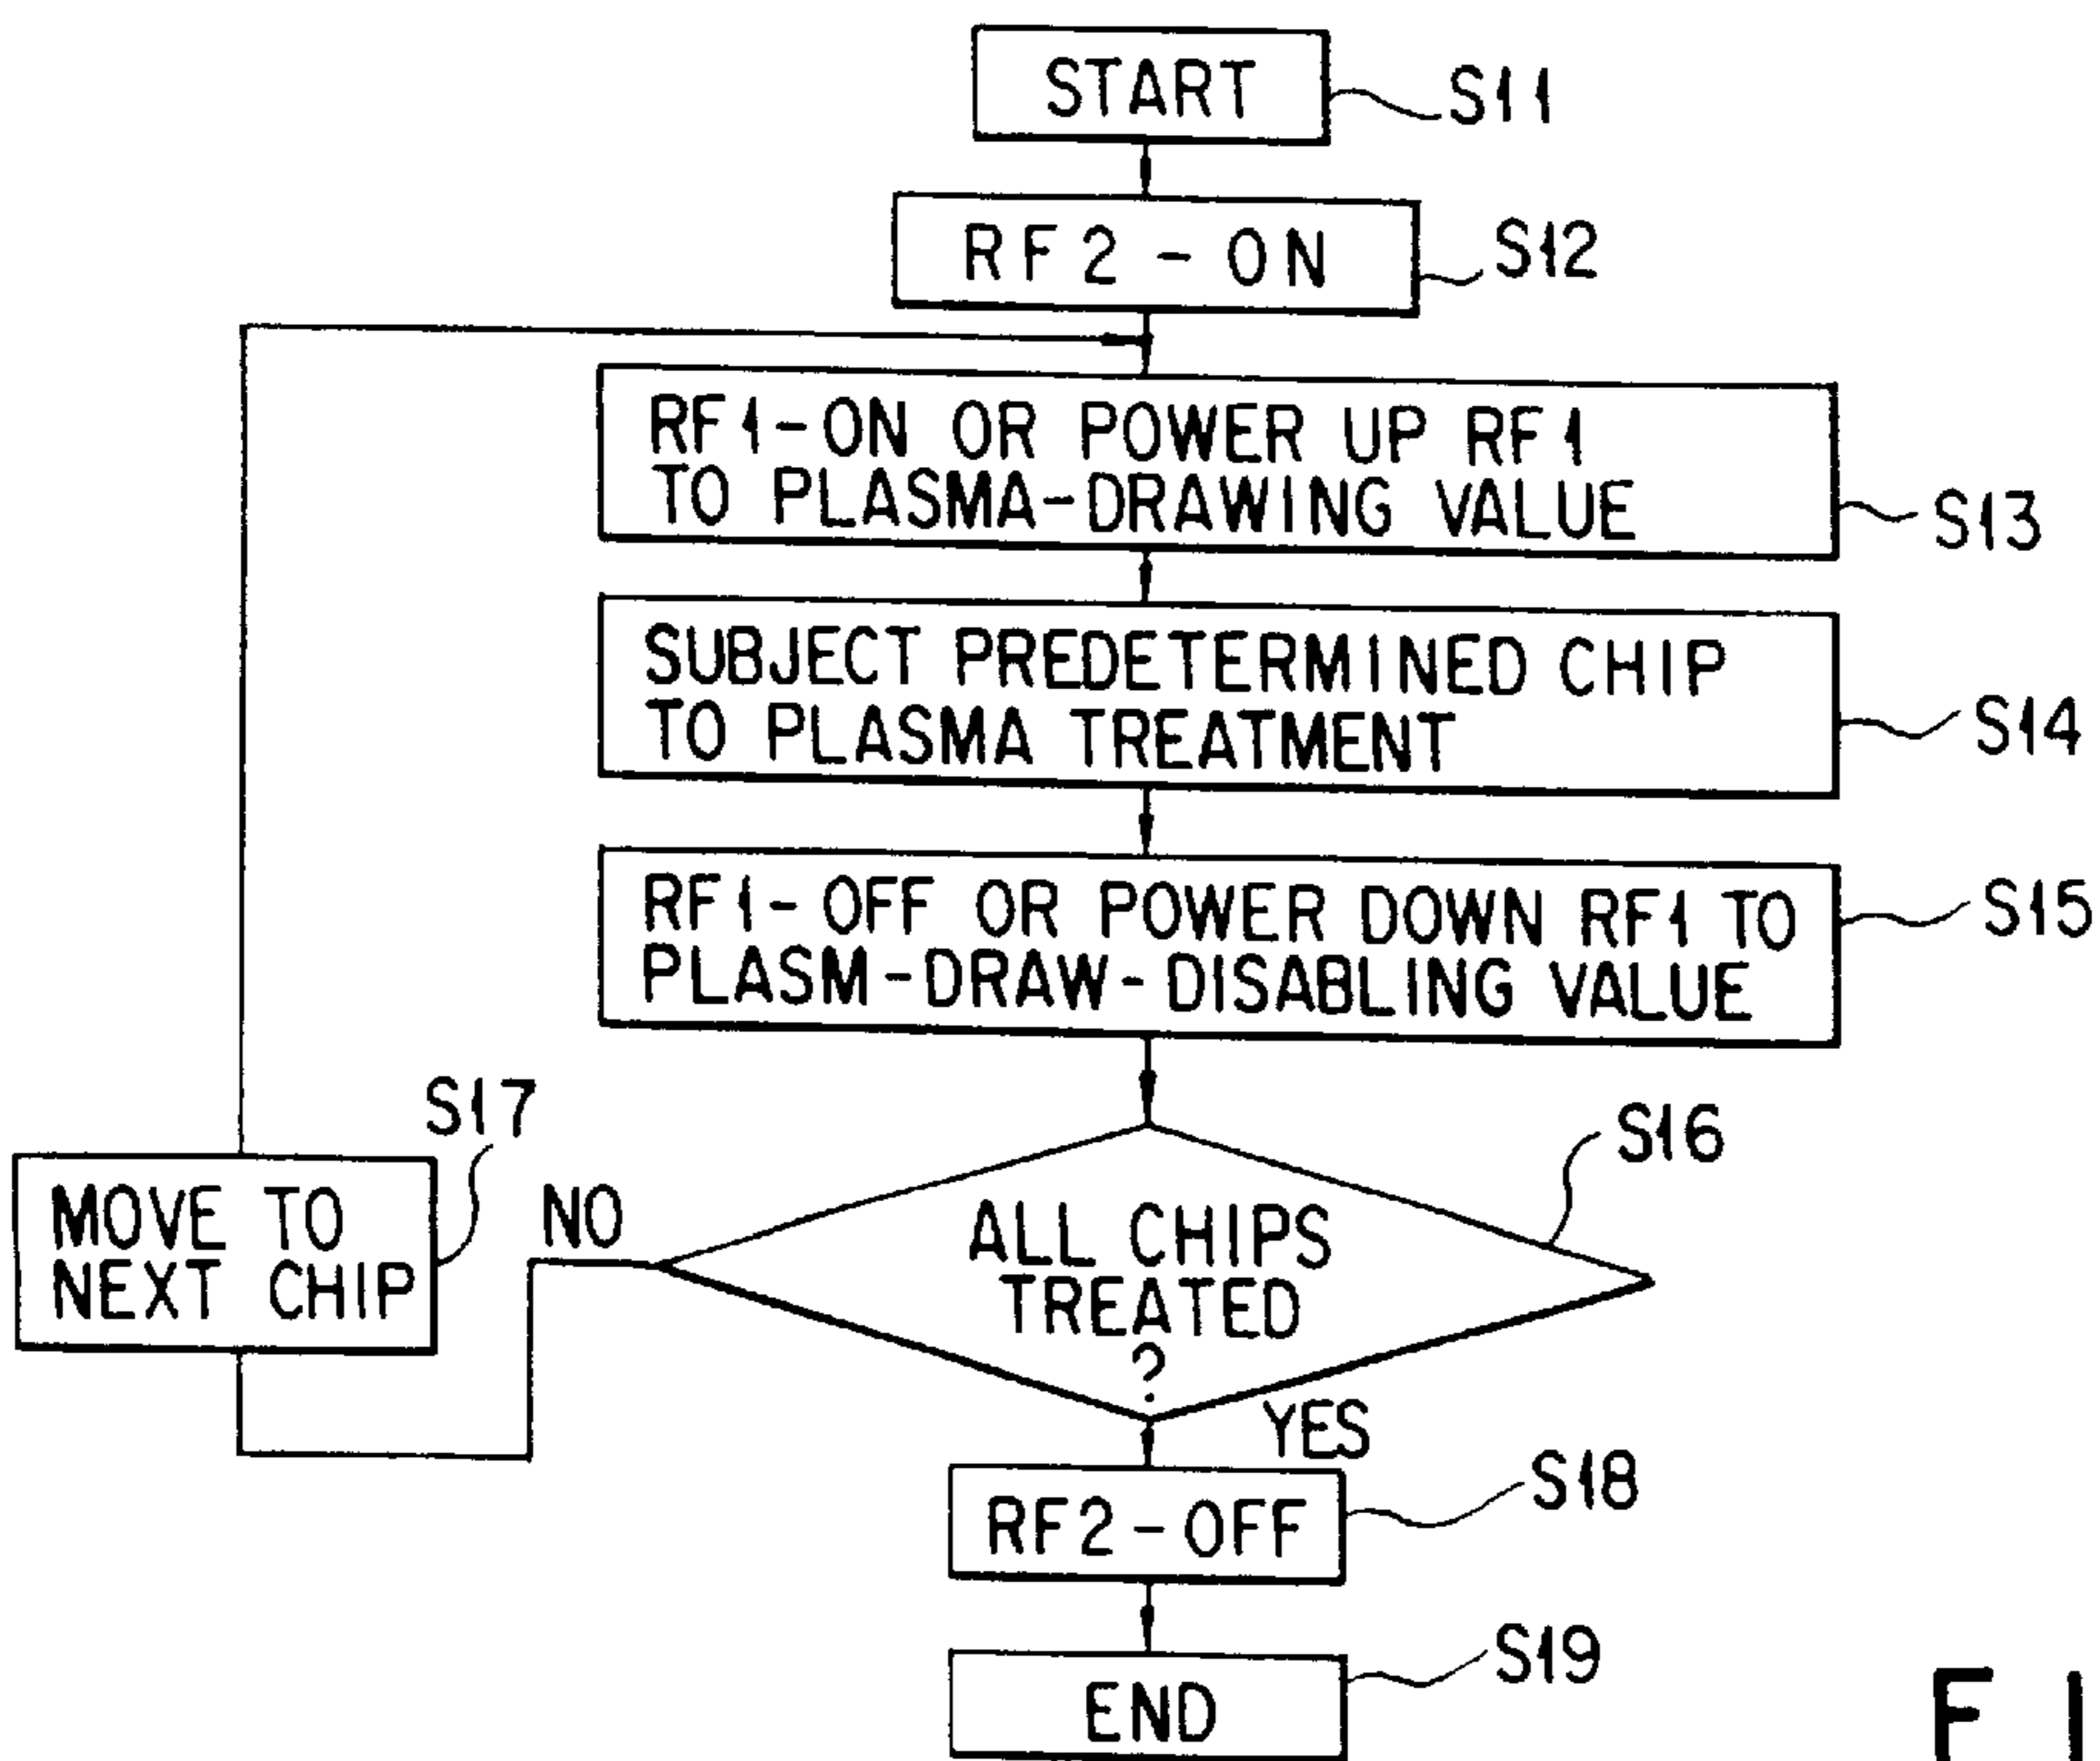 START
S11
RF2-ON
S12
RF1-ON OR POWER UP RF1
TO PLASMA-DRAWING VALUE
S13
SUBJECT PREDETERMINED CHIP
TO PLASMA TREATMENT
S14
RF1-OFF OR POWER DOWN RF1 TO
PLASM-DRAW-DISABLING VALUE
S15
S17
MOVE TO
NEXT CHIP
NO
S16
ALL CHIPS
TREATED
?
YES
RF2-OFF
S18
END
S19